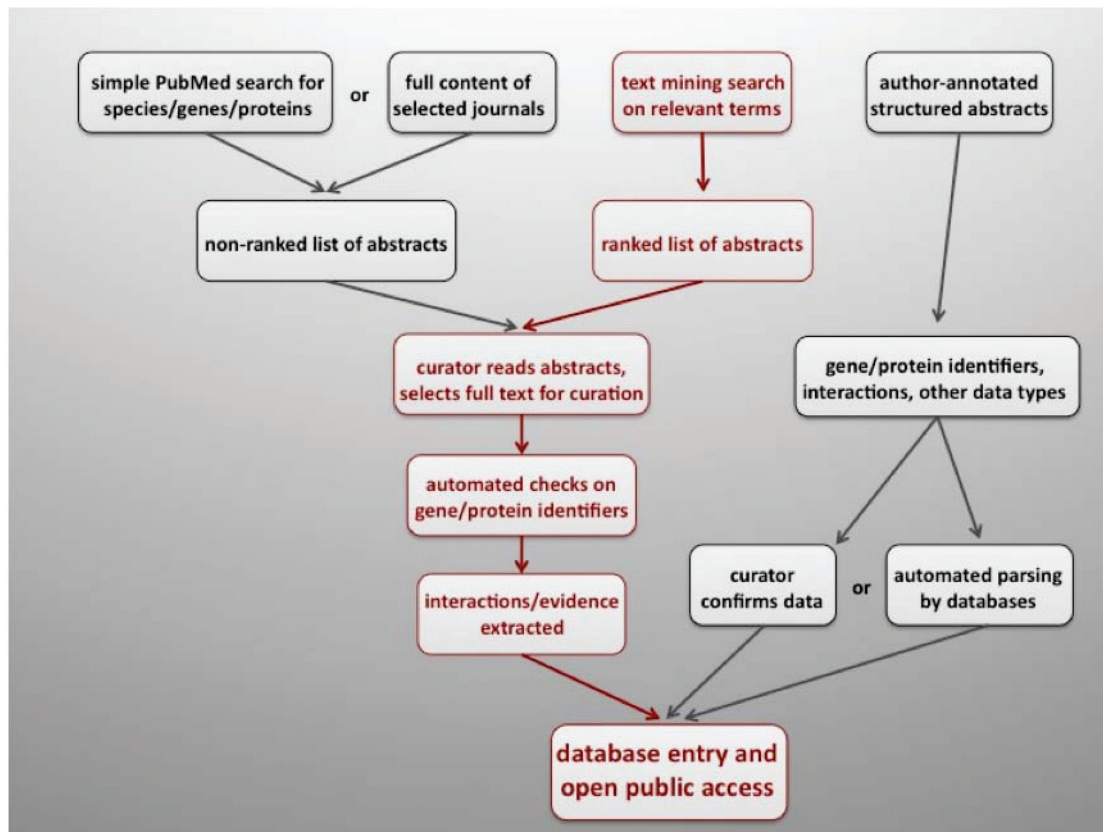 simple PubMed search for
species/genes/proteins
or
full content of
selected journals
text mining search
on relevant terms
author-annotated
structured abstracts
non-ranked list of abstracts
ranked list of abstracts
curator reads abstracts,
selects full text for curation
gene/protein identifiers,
interactions, other data types
automated checks on
gene/protein identifiers
interactions/evidence
extracted
curator
confirms data
or
automated parsing
by databases
database entry and
open public access